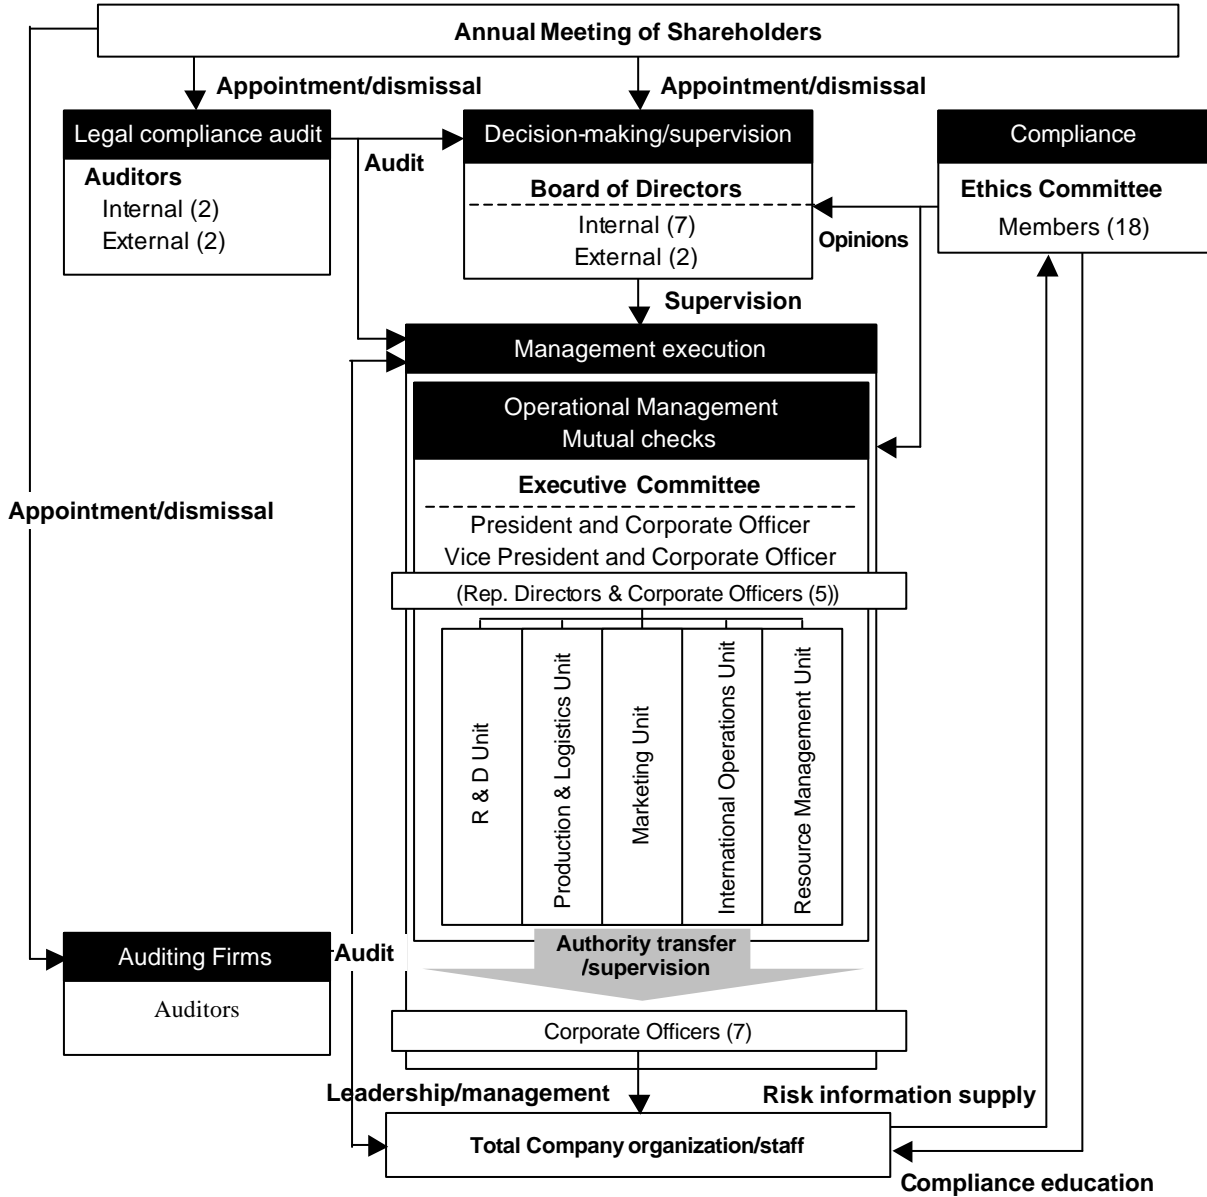 Annual Meeting of Shareholders
Appointment/dismissal
Appointment/dismissal
Legal compliance audit
Auditors
Internal (2)
External (2)
Audit
Decision-making/supervision
Board of Directors
Internal (7)
External (2)
Opinions
Compliance
Ethics Committee
Members (18)
Supervision
Management execution
Operational Management
Mutual checks
Executive Committee
President and Corporate Officer
Vice President and Corporate Officer
(Rep. Directors & Corporate Officers (5))
R & D Unit
Production & Logistics Unit
Marketing Unit
International Operations Unit
Resource Management Unit
Appointment/dismissal
Auditing Firms
Auditors
Audit
Authority transfer
/supervision
Corporate Officers (7)
Leadership/management
Risk information supply
Total Company organization/staff
Compliance education